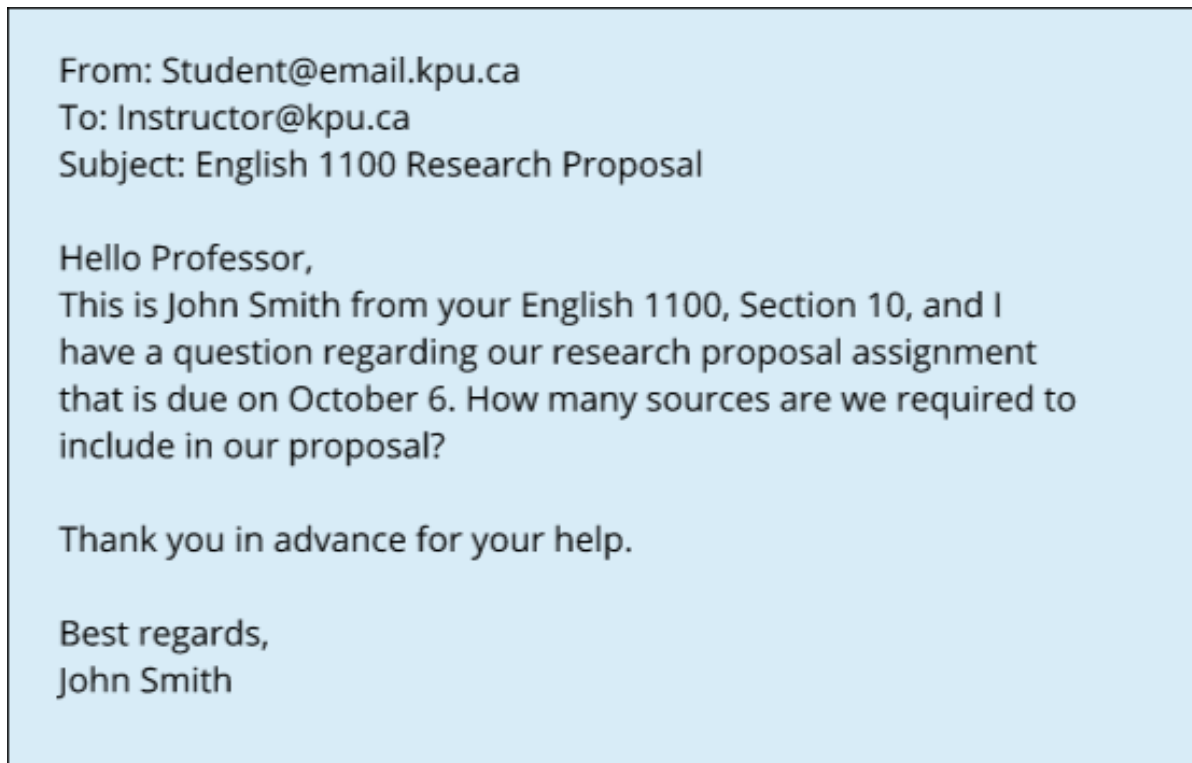 From: Student@email.kpu.ca
To: Instructor@kpu.ca
Subject: English 1100 Research Proposal
Hello Professor,
This is John Smith from your English 1100, Section 10, and I
have a question regarding our research proposal assignment
that is due on October 6. How many sources are we required to
include in our proposal?
Thank you in advance for your help.
Best regards,
John Smith